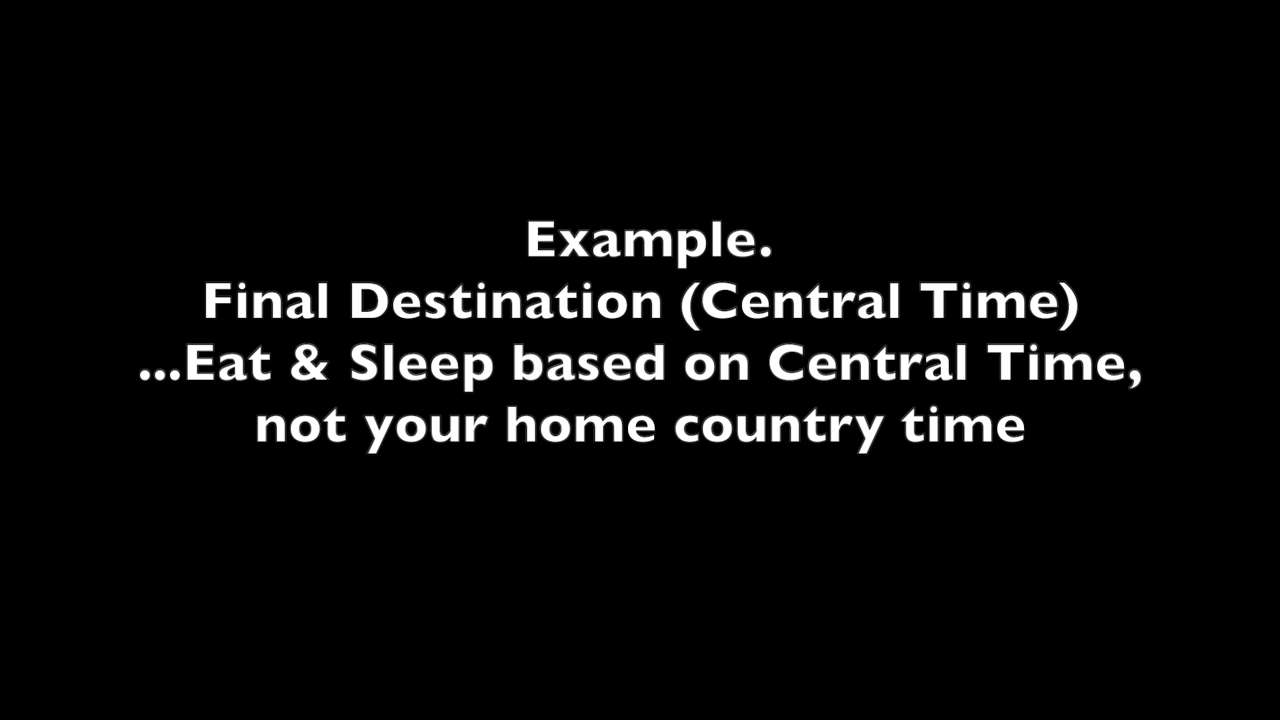 Example.
Final Destination (Central Time)
...Eat & Sleep based on Central Time,
not your home country time